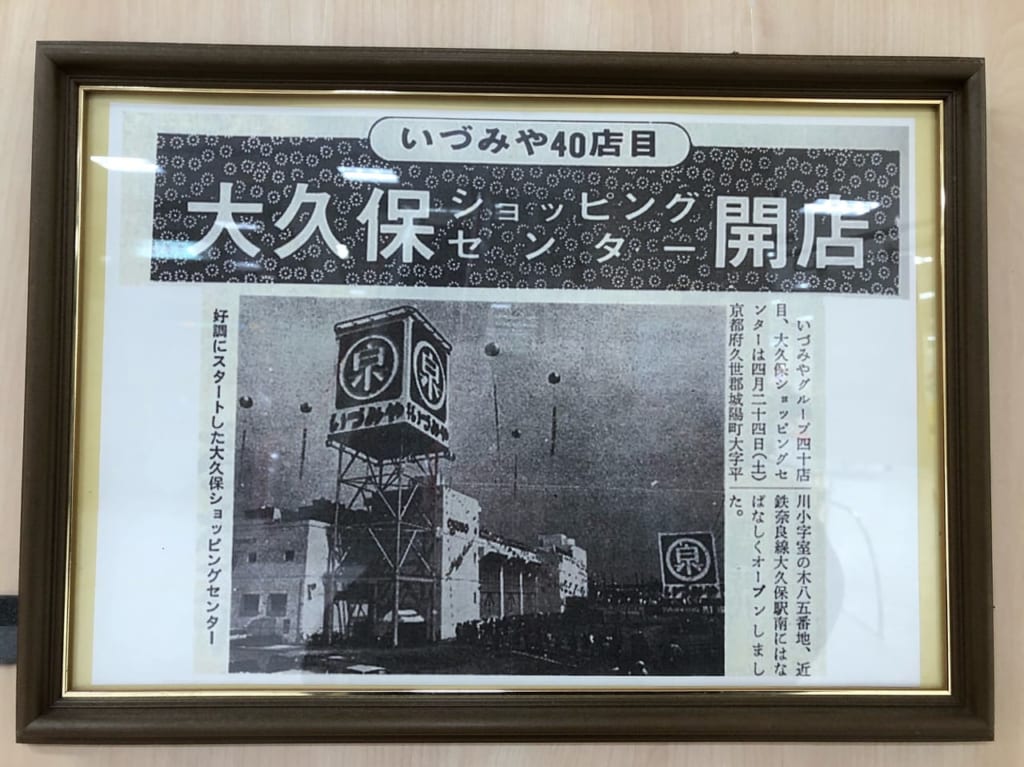 いづみや40店目
大久保ショッピングセンター開店
いづみやグループ四十店
目、大久保ショッピングセ
ンターは四月二十四日(土)
京都府久世郡城陽町大字平
川小字室の木八五番地、近
鉄奈良線大久保駅南にはな
ばなしくオープンしまし
た。
泉
いづみや
泉
いづみや
泉
好調にスタートした大久保ショッピングセンター